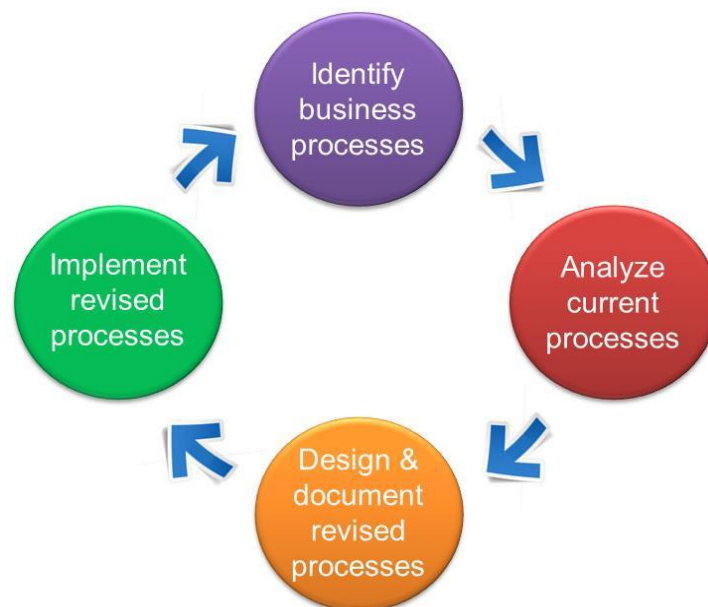 Identify
business
processes
Analyze
current
processes
Design &
document
revised
processes
Implement
revised
processes